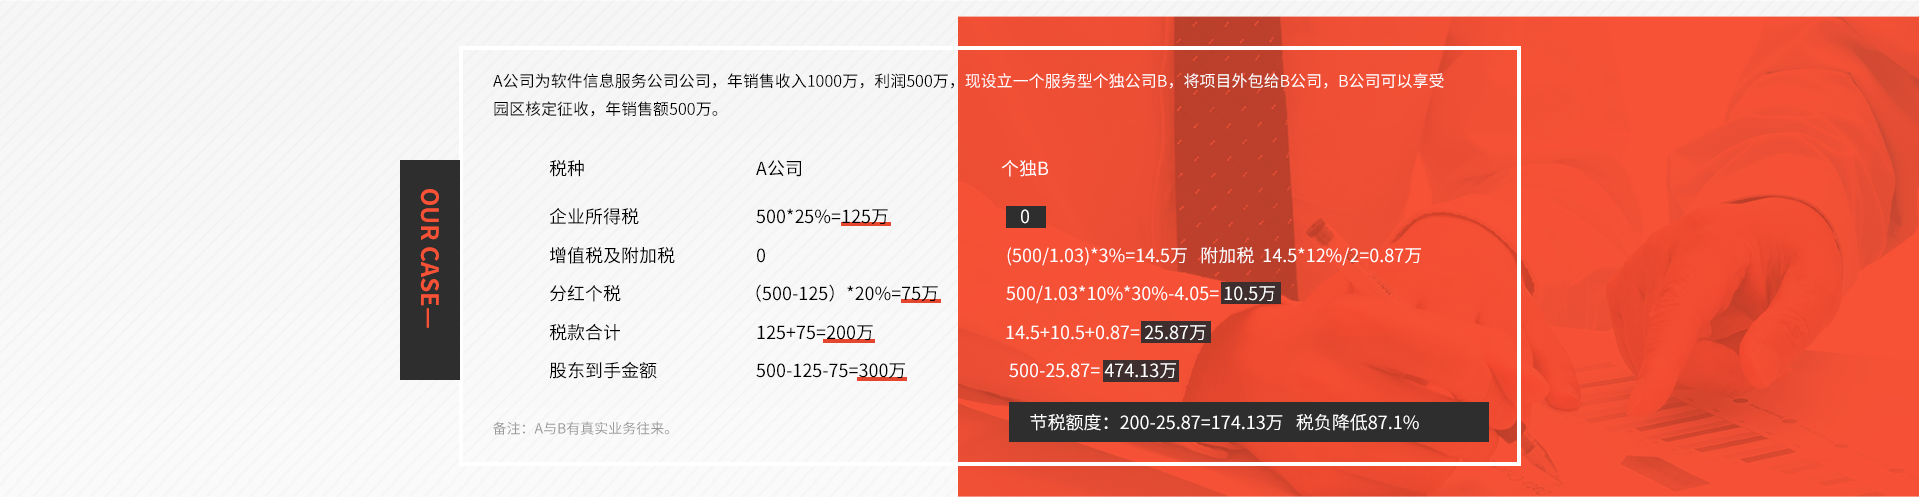 A公司为软件信息服务公司公司，年销售收入1000万，利润500万，现设立一个服务型个独公司B，将项目外包给B公司，B公司可以享受
园区核定征收，年销售额500万。
OUR CASE—
税种 A公司 个独B
企业所得税 500*25%=125万 0
增值税及附加税 0 (500/1.03)*3%=14.5万 附加税 14.5*12%/2=0.87万
分红个税 （500-125）*20%=75万 500/1.03*10%*30%-4.05=10.5万
税款合计 125+75=200万 14.5+10.5+0.87=25.87万
股东到手金额 500-125-75=300万 500-25.87=474.13万
节税额度：200-25.87=174.13万 税负降低87.1%
备注：A与B有真实业务往来。